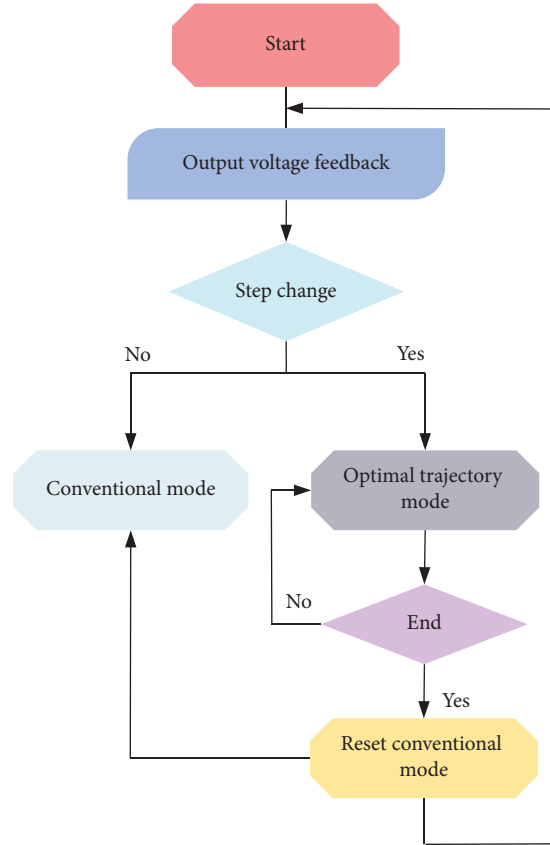 Start
Output voltage feedback
Step change
No
Yes
Conventional mode
Optimal trajectory
mode
No
End
Yes
Reset conventional
mode